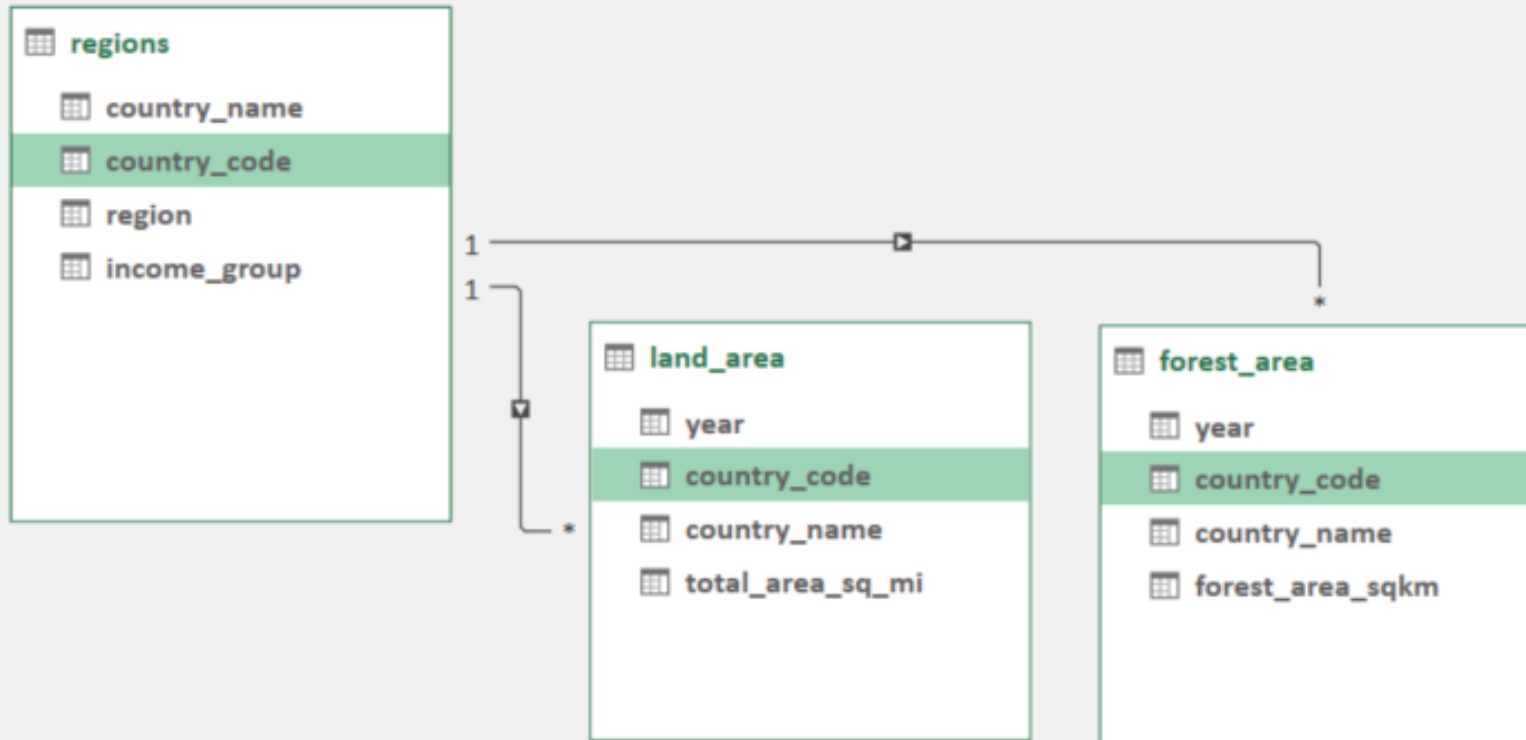 regions
country_name
country_code
region
income_group
1
1
*
*
land_area
year
country_code
country_name
total_area_sq_mi
forest_area
year
country_code
country_name
forest_area_sqkm